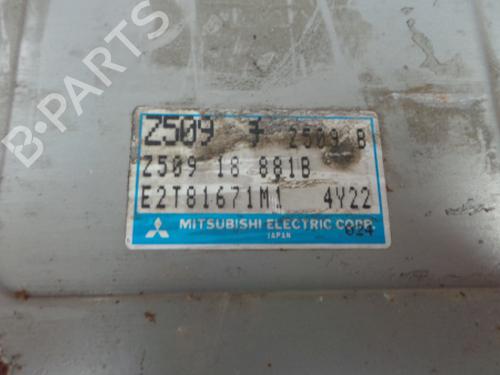 B-PARTS
Z509 Z509 B
Z509 18 881B
E2T81671M1 4Y22
MITSUBISHI ELECTRIC CORP.
024
JAPAN